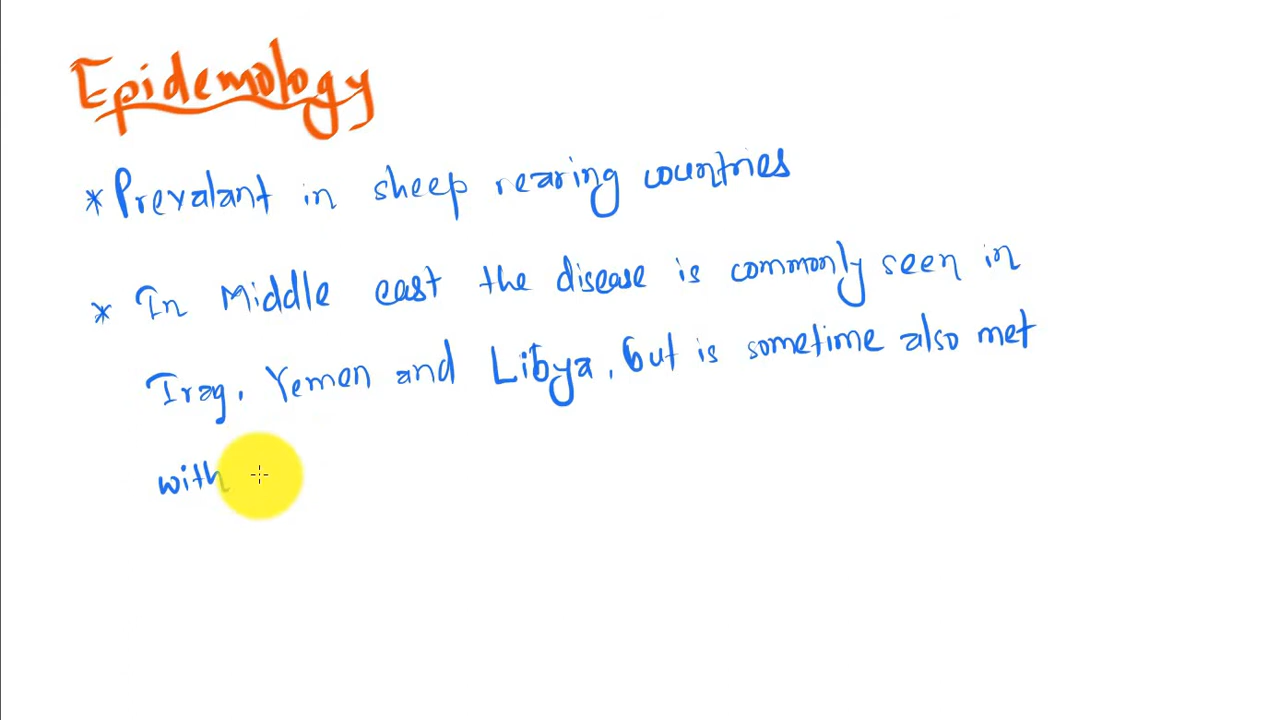 Epidemology
* Prevalant in sheep rearing countries
* In Middle east the disease is commonly seen in
Iraq, Yemen and Libya, but is sometime also met
with